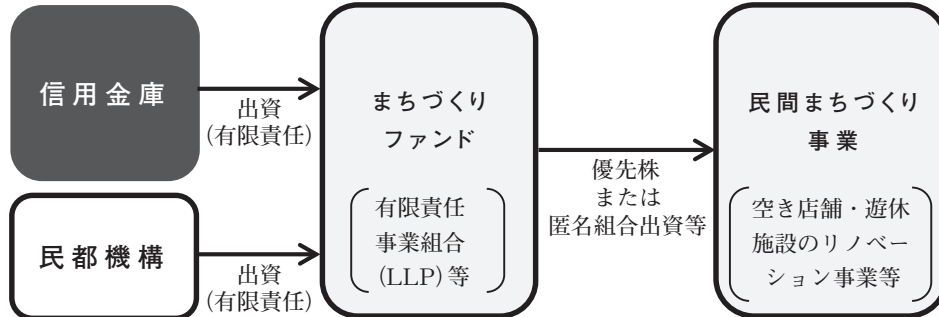 信用金庫
出資
(有限責任)
民都機構
出資
(有限責任)
まちづくり
ファンド
有限責任
事業組合
(LLP)等
優先株
または
匿名組合出資等
民間まちづくり
事業
空き店舗・遊休
施設のリノベー
ション事業等